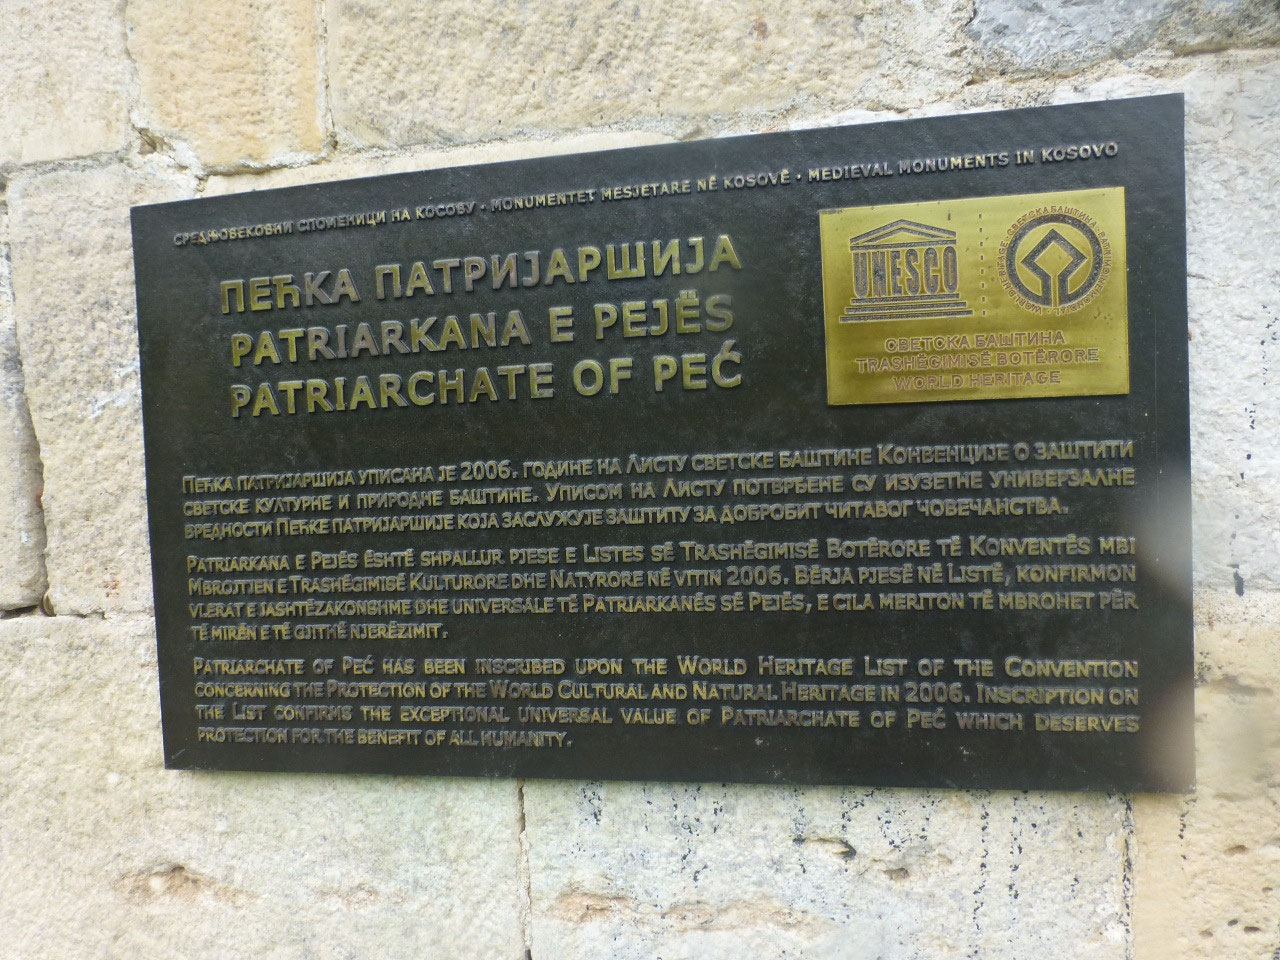 СРЕДЊОВЕКОВНИ СПОМЕНИЦИ НА КОСОВУ · MONUMENTET MESJETARE NË KOSOVË · MEDIEVAL MONUMENTS IN KOSOVO
ПЕЋКА ПАТРИЈАРШИЈА
PATRIARKANA E PEJËS
PATRIARCHATE OF PEĆ
UNESCO
СВЕТСКА БАШТИНА
TRASHËGIMISË BOTËRORE
WORLD HERITAGE
ПЕЋКА ПАТРИЈАРШИЈА УПИСАНА ЈЕ 2006. ГОДИНЕ НА ЛИСТУ СВЕТСКЕ БАШТИНЕ КОНВЕНЦИЈЕ О ЗАШТИТИ
СВЕТСКЕ КУЛТУРНЕ И ПРИРОДНЕ БАШТИНЕ. УПИСОМ НА ЛИСТУ ПОТВРЂЕНЕ СУ ИЗУЗЕТНЕ УНИВЕРЗАЛНЕ
ВРЕДНОСТИ ПЕЋКЕ ПАТРИЈАРШИЈЕ КОЈА ЗАСЛУЖУЈЕ ЗАШТИТУ ЗА ДОБРОБИТ ЧИТАВОГ ЧОВЕЧАНСТВА.
PATRIARKANA E PEJËS ËSHTË SHPALLUR PJESE E LISTES SË TRASHËGIMISË BOTËRORE TË KONVENTËS MBI
MBROJTJEN E TRASHËGIMISË KULTURORE DHE NATYRORE NË VITIN 2006. BËRJA PJESË NË LISTË, KONFIRMON
VLERAT E JASHTËZAKONSHME DHE UNIVERSALE TË PATRIARKANËS SË PEJËS, E CILA MERITON TË MBROHET PËR
TË MIRËN E TË GJITHË NJERËZIMIT.
PATRIARCHATE OF PEĆ HAS BEEN INSCRIBED UPON THE WORLD HERITAGE LIST OF THE CONVENTION
CONCERNING THE PROTECTION OF THE WORLD CULTURAL AND NATURAL HERITAGE IN 2006. INSCRIPTION ON
THE LIST CONFIRMS THE EXCEPTIONAL UNIVERSAL VALUE OF PATRIARCHATE OF PEĆ WHICH DESERVES
PROTECTION FOR THE BENEFIT OF ALL HUMANITY.